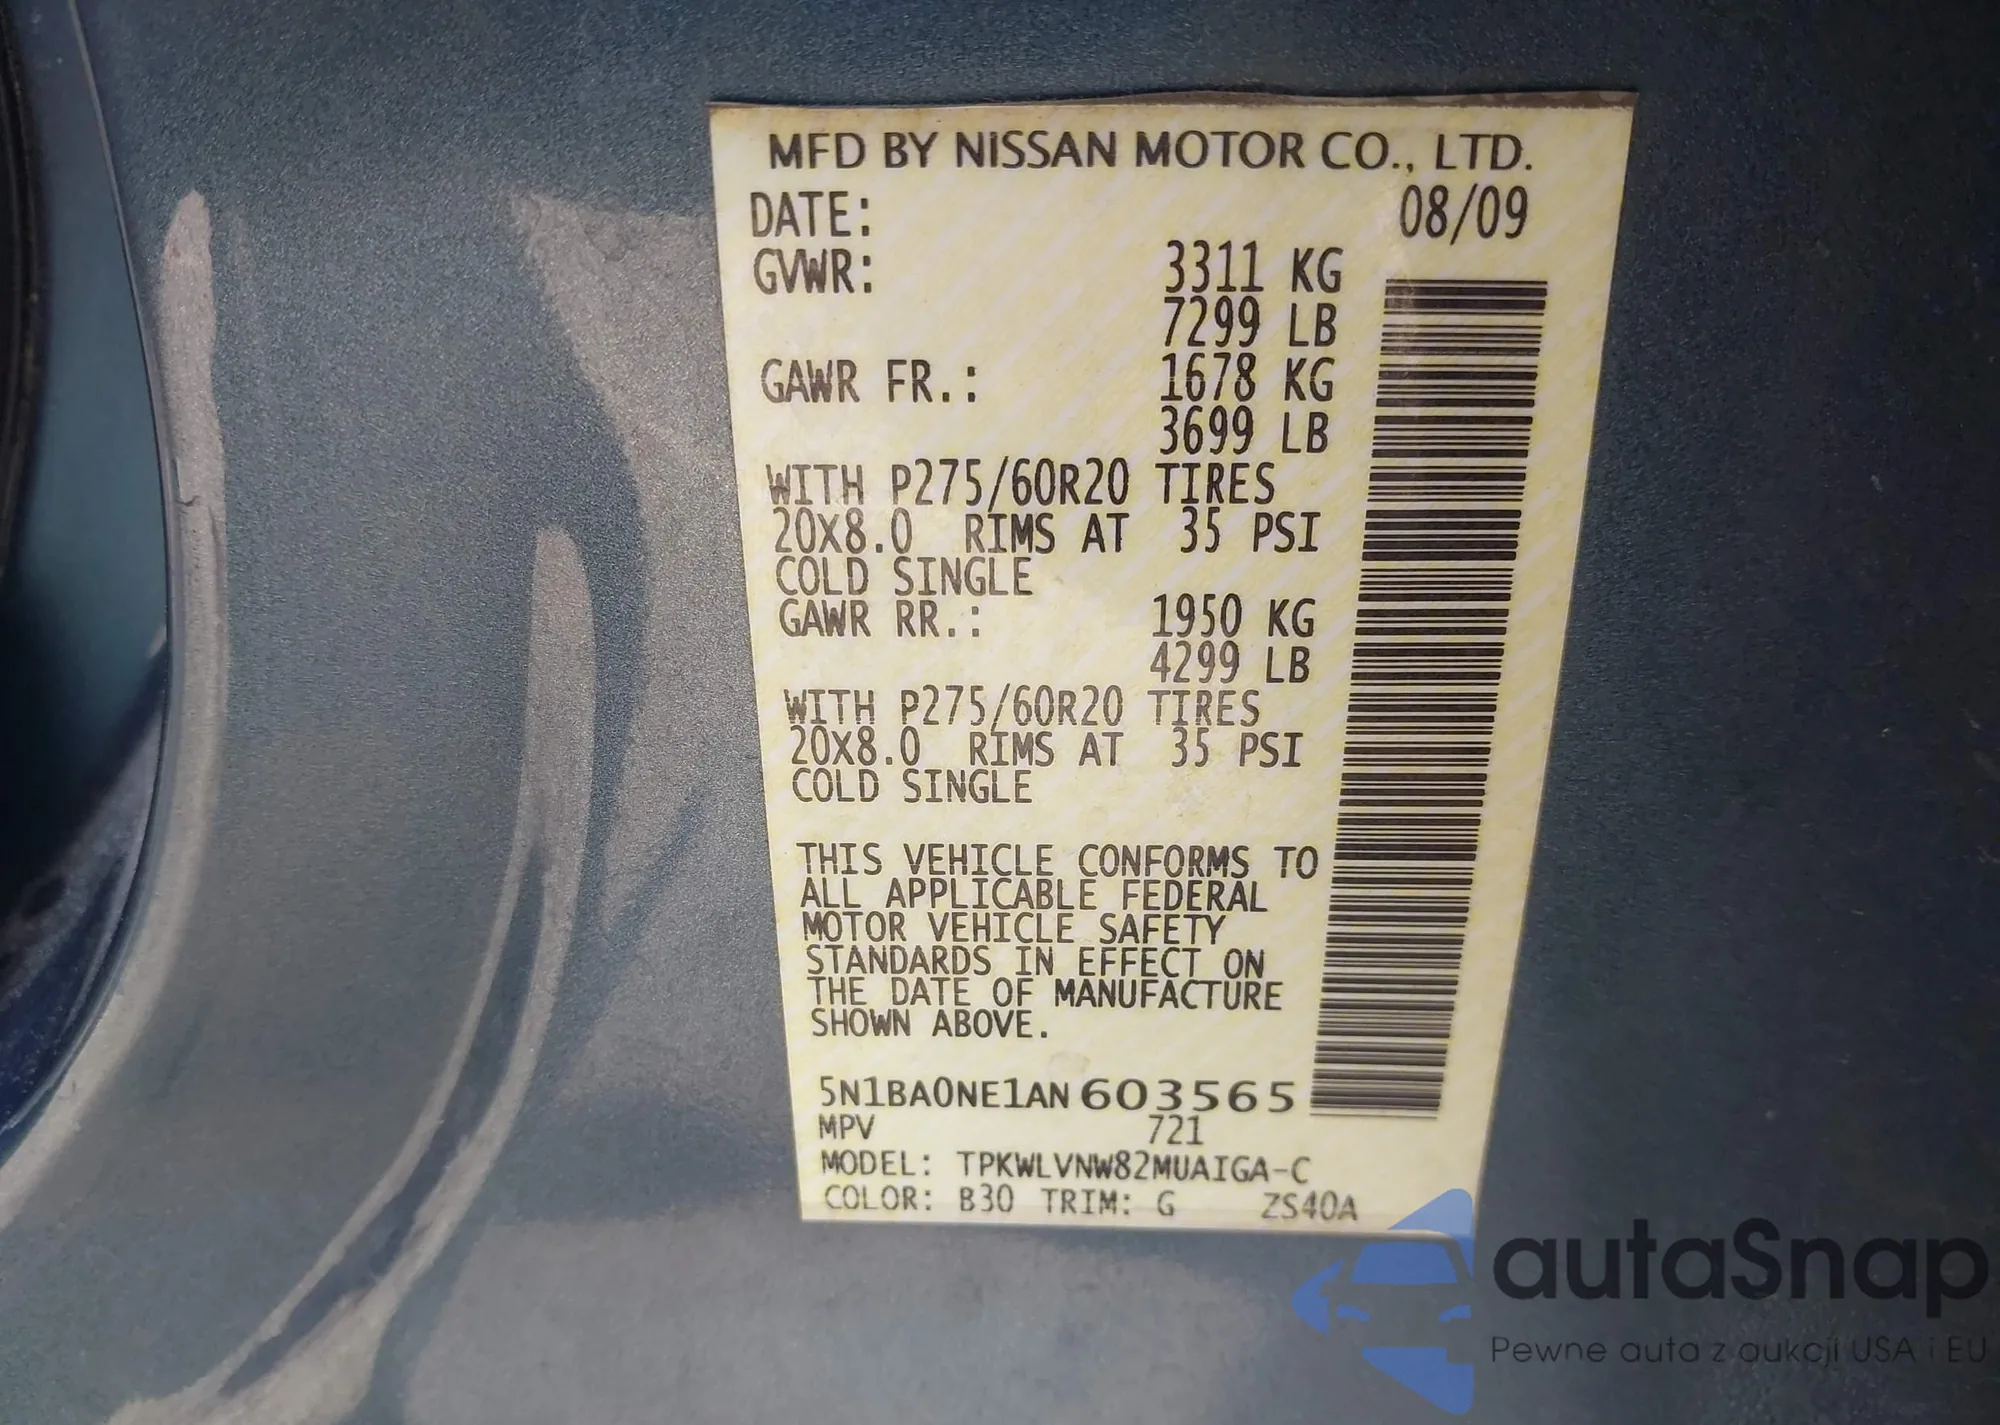 MFD BY NISSAN MOTOR CO., LTD.
DATE: 08/09
GVWR: 3311 KG
7299 LB
GAWR FR.: 1678 KG
3699 LB
WITH P275/60R20 TIRES
20X8.0 RIMS AT 35 PSI
COLD SINGLE
GAWR RR.: 1950 KG
4299 LB
WITH P275/60R20 TIRES
20X8.0 RIMS AT 35 PSI
COLD SINGLE
THIS VEHICLE CONFORMS TO
ALL APPLICABLE FEDERAL
MOTOR VEHICLE SAFETY
STANDARDS IN EFFECT ON
THE DATE OF MANUFACTURE
SHOWN ABOVE.
5N1BA0NE1AN603565
MPV 721
MODEL: TPKWLVNW82MUAIGA-C
COLOR: B30 TRIM: G ZS40A
autaSnap
Pewne auta z aukcji USA i EU